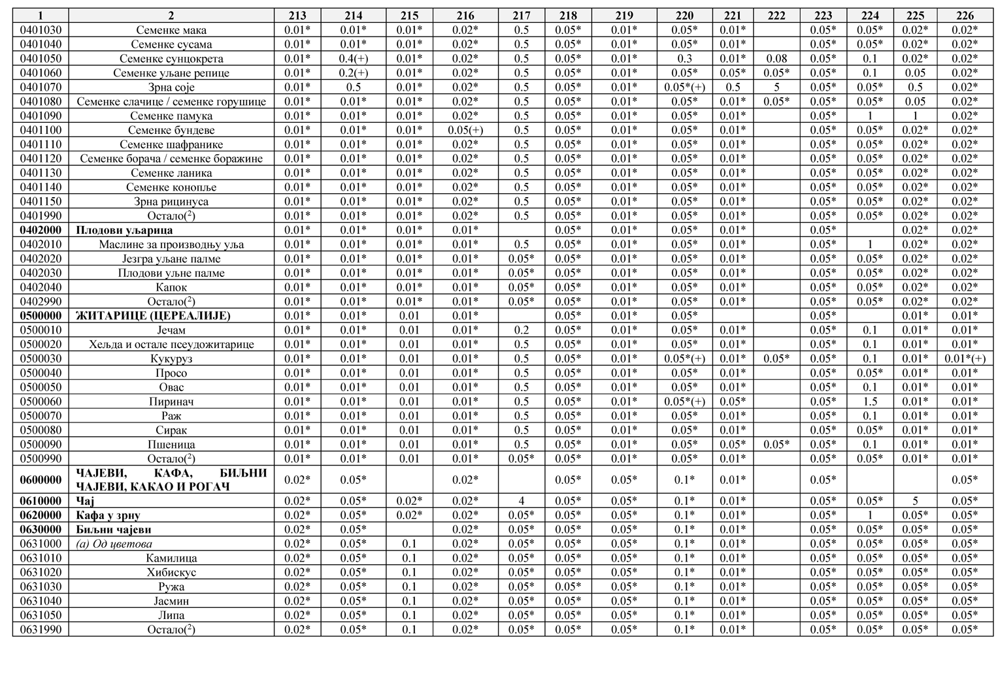 1 2 213 214 215 216 217 218 219 220 221 222 223 224 225 226
0401030 Семенке мака 0.01* 0.01* 0.01* 0.02* 0.5 0.05* 0.01* 0.05* 0.01* 0.05* 0.05* 0.02* 0.02*
0401040 Семенке сусама 0.01* 0.01* 0.01* 0.02* 0.5 0.05* 0.01* 0.05* 0.01* 0.05* 0.05* 0.02* 0.02*
0401050 Семенке сунцокрета 0.01* 0.4(+) 0.01* 0.02* 0.5 0.05* 0.01* 0.3 0.01* 0.08 0.05* 0.1 0.02* 0.02*
0401060 Семенке уљане репице 0.01* 0.2(+) 0.01* 0.02* 0.5 0.05* 0.01* 0.05* 0.05* 0.05* 0.05* 0.1 0.05 0.02*
0401070 Зрна соје 0.01* 0.5 0.01* 0.02* 0.5 0.05* 0.01* 0.05*(+) 0.5 5 0.05* 0.05* 0.5 0.02*
0401080 Семенке слачице / семенке горушице 0.01* 0.01* 0.01* 0.02* 0.5 0.05* 0.01* 0.05* 0.01* 0.05* 0.05* 0.05* 0.05 0.02*
0401090 Семенке памука 0.01* 0.01* 0.01* 0.02* 0.5 0.05* 0.01* 0.05* 0.01* 0.05* 1 1 0.02*
0401100 Семенке бундеве 0.01* 0.01* 0.01* 0.05(+) 0.5 0.05* 0.01* 0.05* 0.01* 0.05* 0.05* 0.02* 0.02*
0401110 Семенке шафранике 0.01* 0.01* 0.01* 0.02* 0.5 0.05* 0.01* 0.05* 0.01* 0.05* 0.05* 0.02* 0.02*
0401120 Семенке борача / семенке боражине 0.01* 0.01* 0.01* 0.02* 0.5 0.05* 0.01* 0.05* 0.01* 0.05* 0.05* 0.02* 0.02*
0401130 Семенке ланика 0.01* 0.01* 0.01* 0.02* 0.5 0.05* 0.01* 0.05* 0.01* 0.05* 0.05* 0.02* 0.02*
0401140 Семенке конопље 0.01* 0.01* 0.01* 0.02* 0.5 0.05* 0.01* 0.05* 0.01* 0.05* 0.05* 0.02* 0.02*
0401150 Зрна рицинуса 0.01* 0.01* 0.01* 0.02* 0.5 0.05* 0.01* 0.05* 0.01* 0.05* 0.05* 0.02* 0.02*
0401990 Остало(2) 0.01* 0.01* 0.01* 0.02* 0.5 0.05* 0.01* 0.05* 0.01* 0.05* 0.05* 0.02* 0.02*
0402000 Плодови уљарица 0.01* 0.01* 0.01* 0.01* 0.05* 0.01* 0.05* 0.01* 0.05* 0.02* 0.02*
0402010 Маслине за производњу уља 0.01* 0.01* 0.01* 0.01* 0.5 0.05* 0.01* 0.05* 0.01* 0.05* 1 0.02* 0.02*
0402020 Језгра уљане палме 0.01* 0.01* 0.01* 0.01* 0.05* 0.05* 0.01* 0.05* 0.01* 0.05* 0.05* 0.02* 0.02*
0402030 Плодови уљне палме 0.01* 0.01* 0.01* 0.01* 0.05* 0.05* 0.01* 0.05* 0.01* 0.05* 0.05* 0.02* 0.02*
0402040 Капок 0.01* 0.01* 0.01* 0.01* 0.05* 0.05* 0.01* 0.05* 0.01* 0.05* 0.05* 0.02* 0.02*
0402990 Остало(2) 0.01* 0.01* 0.01* 0.01* 0.05* 0.05* 0.01* 0.05* 0.01* 0.05* 0.05* 0.02* 0.02*
0500000 ЖИТАРИЦЕ (ЦЕРЕАЛИЈЕ) 0.01* 0.01* 0.01 0.01* 0.05* 0.01* 0.05* 0.05* 0.01* 0.01*
0500010 Јечам 0.01* 0.01* 0.01 0.01* 0.2 0.05* 0.01* 0.05* 0.01* 0.05* 0.1 0.01* 0.01*
0500020 Хељда и остале псеудожитарице 0.01* 0.01* 0.01 0.01* 0.5 0.05* 0.01* 0.05* 0.01* 0.05* 0.1 0.01* 0.01*
0500030 Кукуруз 0.01* 0.01* 0.01 0.01* 0.5 0.05* 0.01* 0.05*(+) 0.01* 0.05* 0.05* 0.1 0.01* 0.01*(+)
0500040 Просо 0.01* 0.01* 0.01 0.01* 0.5 0.05* 0.01* 0.05* 0.01* 0.05* 0.05* 0.01* 0.01*
0500050 Овас 0.01* 0.01* 0.01 0.01* 0.5 0.05* 0.01* 0.05* 0.01* 0.05* 0.1 0.01* 0.01*
0500060 Пиринач 0.01* 0.01* 0.01 0.01* 0.5 0.05* 0.01* 0.05*(+) 0.05* 0.05* 1.5 0.01* 0.01*
0500070 Раж 0.01* 0.01* 0.01 0.01* 0.5 0.05* 0.01* 0.05* 0.01* 0.05* 0.1 0.01* 0.01*
0500080 Сирак 0.01* 0.01* 0.01 0.01* 0.5 0.05* 0.01* 0.05* 0.01* 0.05* 0.05* 0.01* 0.01*
0500090 Пшеница 0.01* 0.01* 0.01 0.01* 0.5 0.05* 0.01* 0.05* 0.05* 0.05* 0.05* 0.1 0.01* 0.01*
0500990 Остало(2) 0.01* 0.01* 0.01 0.01* 0.05* 0.05* 0.01* 0.05* 0.01* 0.05* 0.05* 0.01* 0.01*
0600000 ЧАЈЕВИ, КАФА, БИЉНИ
ЧАЈЕВИ, КАКАО И РОГАЧ 0.02* 0.05* 0.02* 0.05* 0.05* 0.1* 0.01* 0.05* 0.05*
0610000 Чај 0.02* 0.05* 0.02* 0.02* 4 0.05* 0.05* 0.1* 0.01* 0.05* 0.05* 5 0.05*
0620000 Кафа у зрну 0.02* 0.05* 0.02* 0.02* 0.05* 0.05* 0.05* 0.1* 0.01* 0.05* 1 0.05* 0.05*
0630000 Биљни чајеви 0.02* 0.05* 0.02* 0.05* 0.05* 0.05* 0.1* 0.01* 0.05* 0.05* 0.05* 0.05*
0631000 (а) Од цветова 0.02* 0.05* 0.1 0.02* 0.05* 0.05* 0.05* 0.1* 0.01* 0.05* 0.05* 0.05* 0.05*
0631010 Камилица 0.02* 0.05* 0.1 0.02* 0.05* 0.05* 0.05* 0.1* 0.01* 0.05* 0.05* 0.05* 0.05*
0631020 Хибискус 0.02* 0.05* 0.1 0.02* 0.05* 0.05* 0.05* 0.1* 0.01* 0.05* 0.05* 0.05* 0.05*
0631030 Ружа 0.02* 0.05* 0.1 0.02* 0.05* 0.05* 0.05* 0.1* 0.01* 0.05* 0.05* 0.05* 0.05*
0631040 Јасмин 0.02* 0.05* 0.1 0.02* 0.05* 0.05* 0.05* 0.1* 0.01* 0.05* 0.05* 0.05* 0.05*
0631050 Липа 0.02* 0.05* 0.1 0.02* 0.05* 0.05* 0.05* 0.1* 0.01* 0.05* 0.05* 0.05* 0.05*
0631990 Остало(2) 0.02* 0.05* 0.1 0.02* 0.05* 0.05* 0.05* 0.1* 0.01* 0.05* 0.05* 0.05* 0.05*